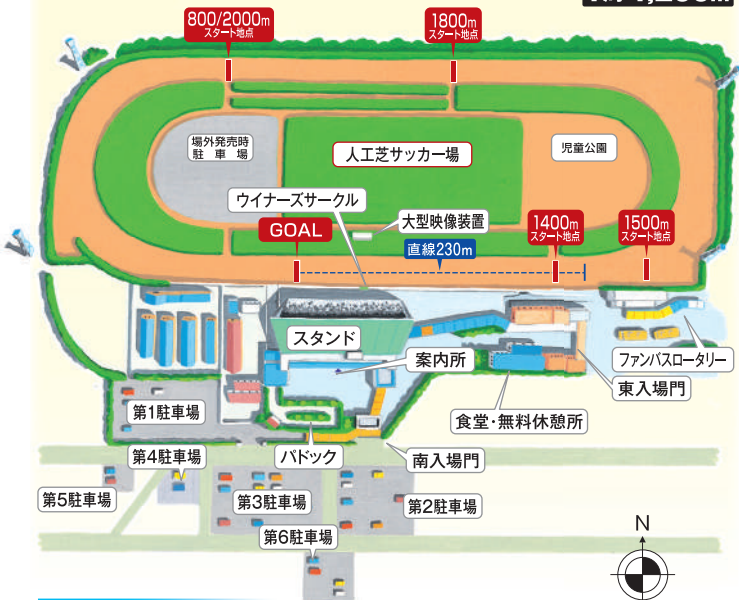 800/2000m
スタート地点
1800m
スタート地点
場外発売時
駐車場
人工芝サッカー場
児童公園
ウイナーズサークル
大型映像装置
GOAL
直線230m
1400m
スタート地点
1500m
スタート地点
スタンド
案内所
ファンバスロータリー
東入場門
第1駐車場
食堂・無料休憩所
第4駐車場
パドック
南入場門
第5駐車場
第3駐車場
第2駐車場
第6駐車場
N